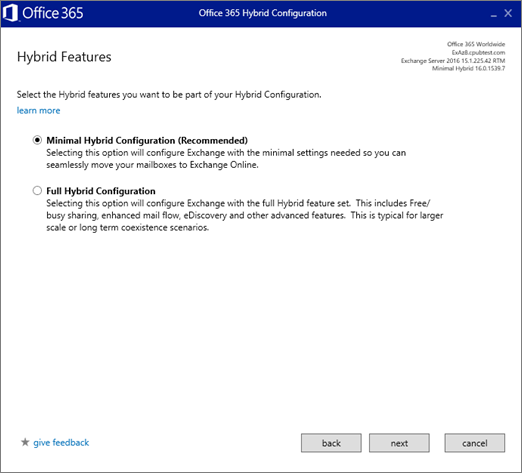 Office 365
Office 365 Hybrid Configuration
Hybrid Features
Office 365 Worldwide
ExAz8.cpubtest.com
Exchange Server 2016 15.1.225.42 RTM
Minimal Hybrid 16.0.1539.7
Select the Hybrid features you want to be part of your Hybrid Configuration.
learn more
Minimal Hybrid Configuration (Recommended)
Selecting this option will configure Exchange with the minimal settings needed so you can
seamlessly move your mailboxes to Exchange Online.
Full Hybrid Configuration
Selecting this option will configure Exchange with the full Hybrid feature set. This includes Free/
busy sharing, enhanced mail flow, eDiscovery and other advanced features. This is typical for larger
scale or long term coexistence scenarios.
give feedback
back
next
cancel